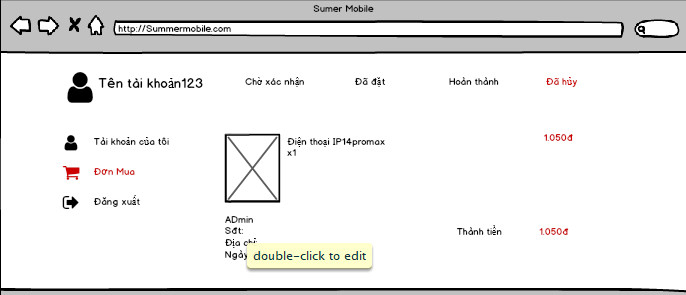 Sumer Mobile
http://Summermobile.com
Tên tài khoản123
Chờ xác nhận
Đã đặt
Hoàn thành
Đã hủy
Tài khoản của tôi
Đơn Mua
Đăng xuất
Điện thoại IP14promax
x1
1.050đ
ADmin
Sđt:
Địa chỉ:
Ngày
double-click to edit
Thành tiền
1.050đ